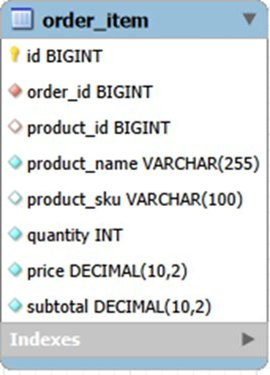 order_item
id BIGINT
order_id BIGINT
product_id BIGINT
product_name VARCHAR(255)
product_sku VARCHAR(100)
quantity INT
price DECIMAL(10,2)
subtotal DECIMAL(10,2)
Indexes